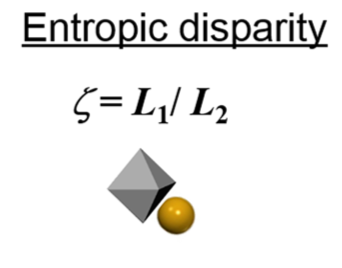 Entropic disparity
ζ = L₁/ L₂